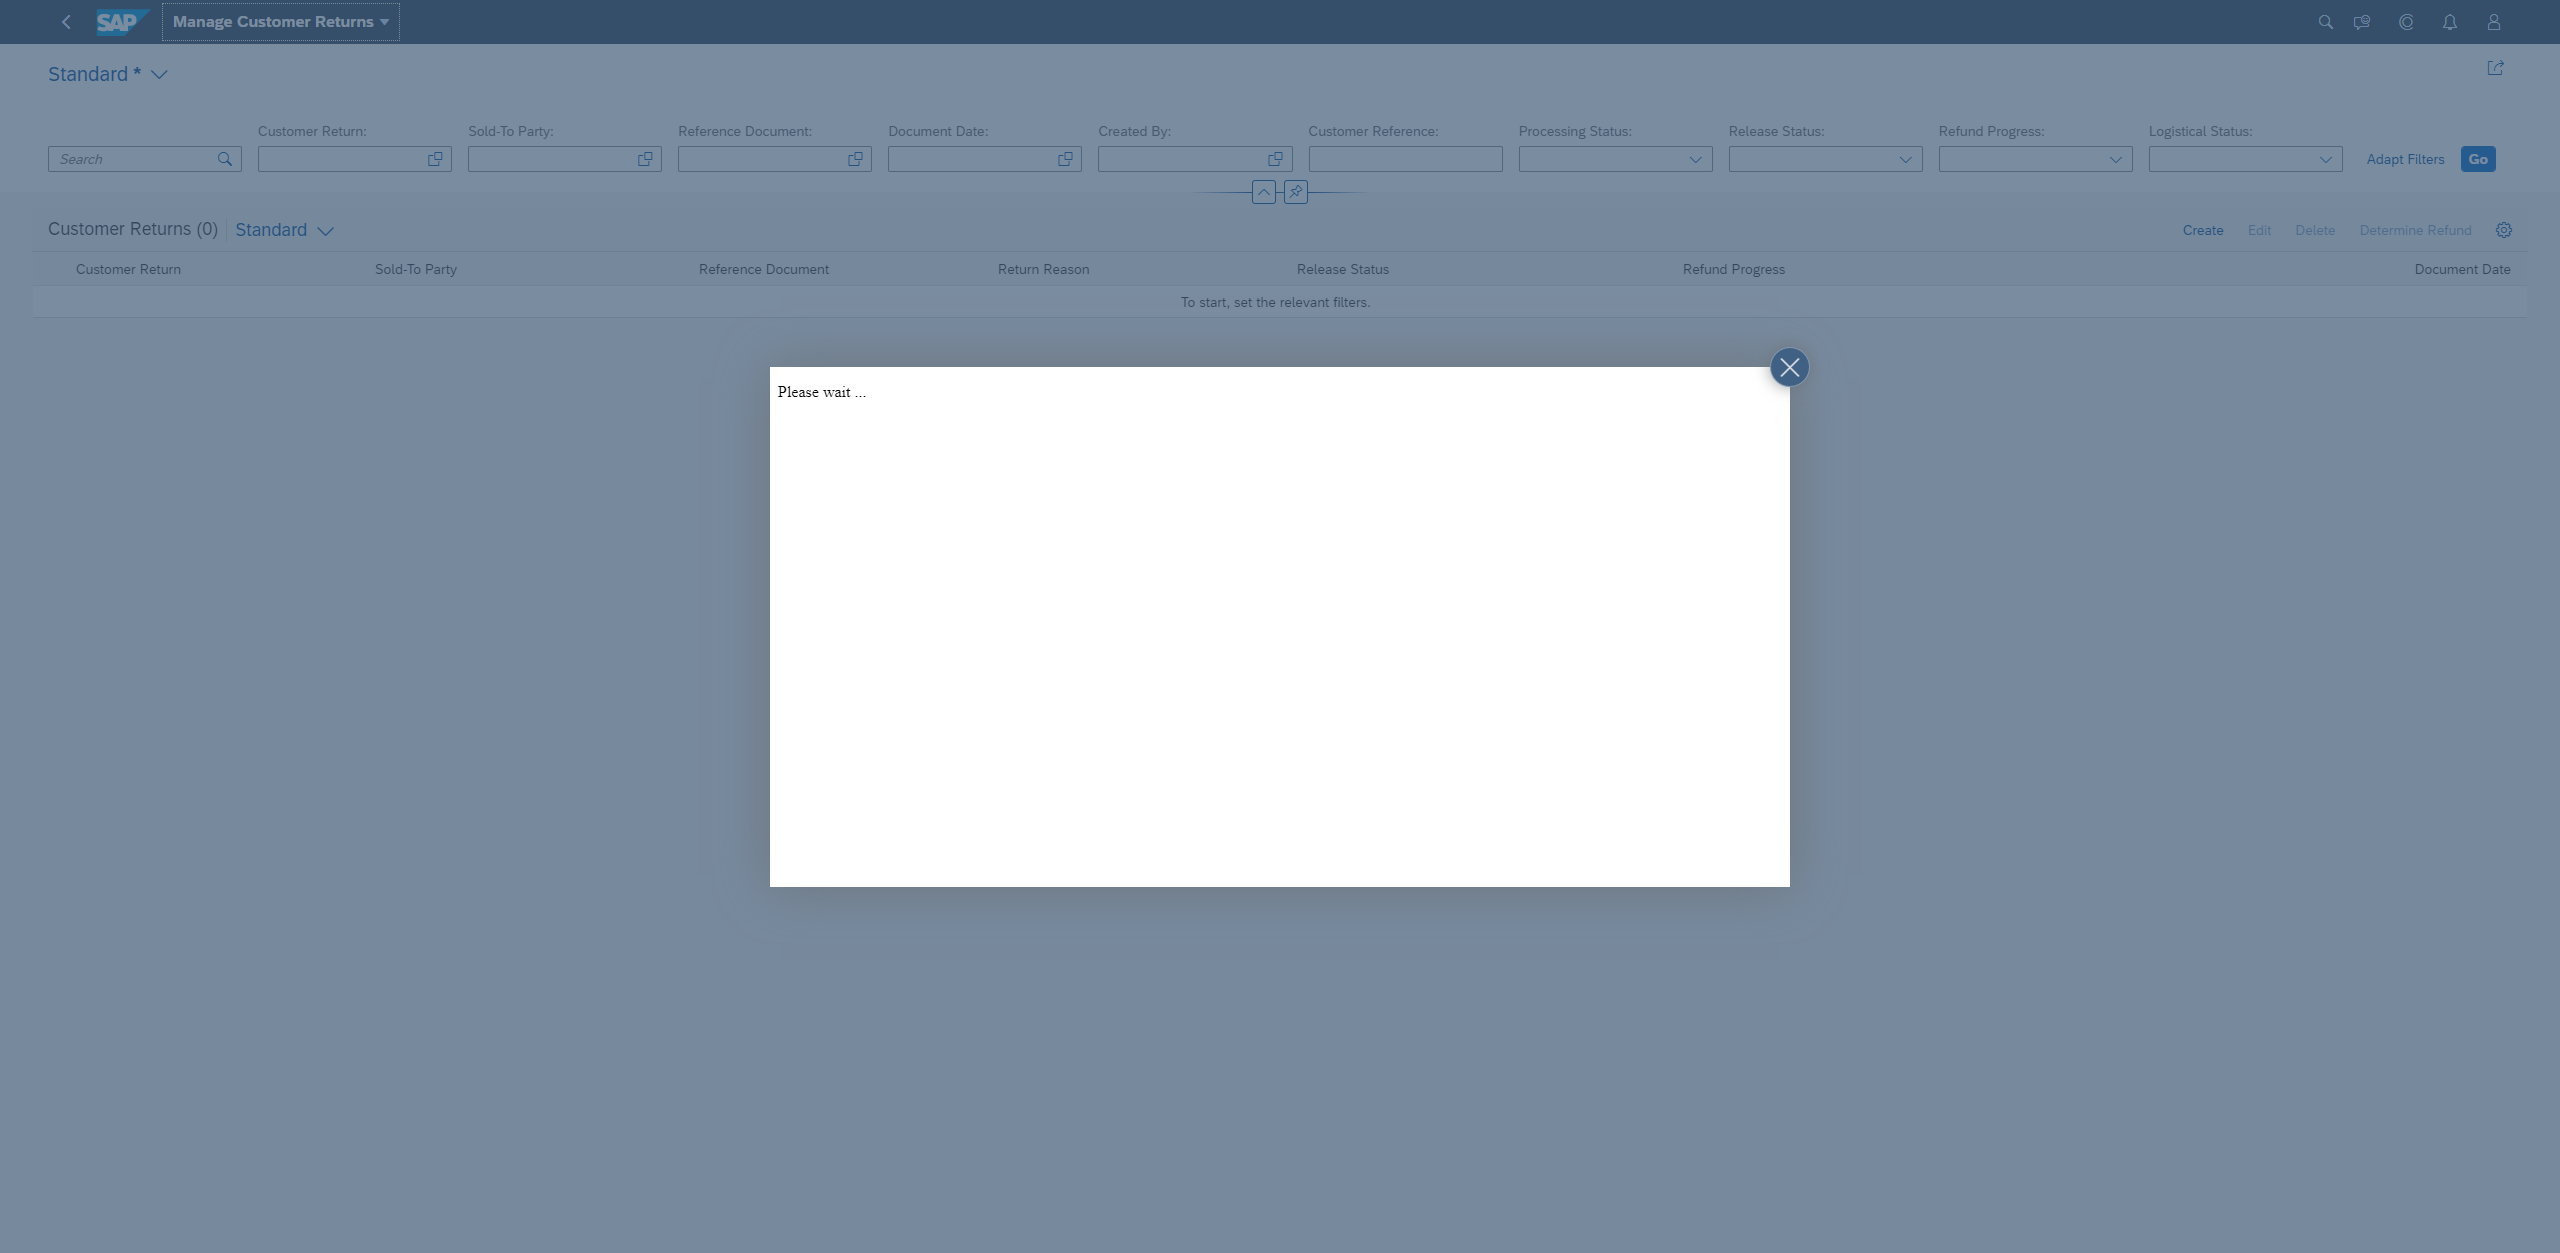 SAP Manage Customer Returns
Standard *
Customer Return: Sold-To Party: Reference Document: Document Date: Created By: Customer Reference: Processing Status: Release Status: Refund Progress: Logistical Status:
Search Adapt Filters Go
Customer Returns (0) Standard Create Edit Delete Determine Refund
Customer Return Sold-To Party Reference Document Return Reason Release Status Refund Progress Document Date
To start, set the relevant filters.
Please wait ...